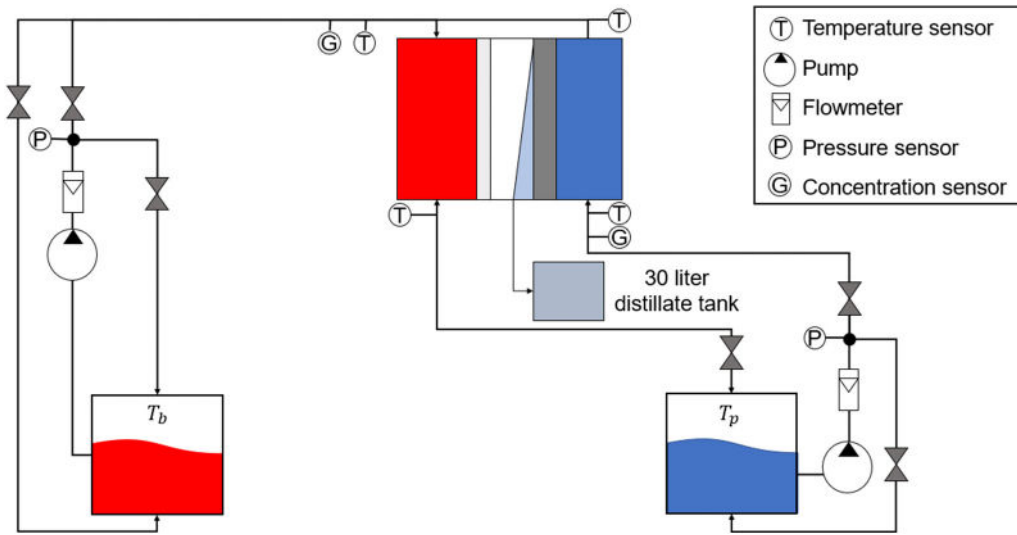 G
T
T
T
Temperature sensor
Pump
Flowmeter
P
Pressure sensor
G
Concentration sensor
P
T
T
G
30 liter
distillate tank
P
T_b
T_p